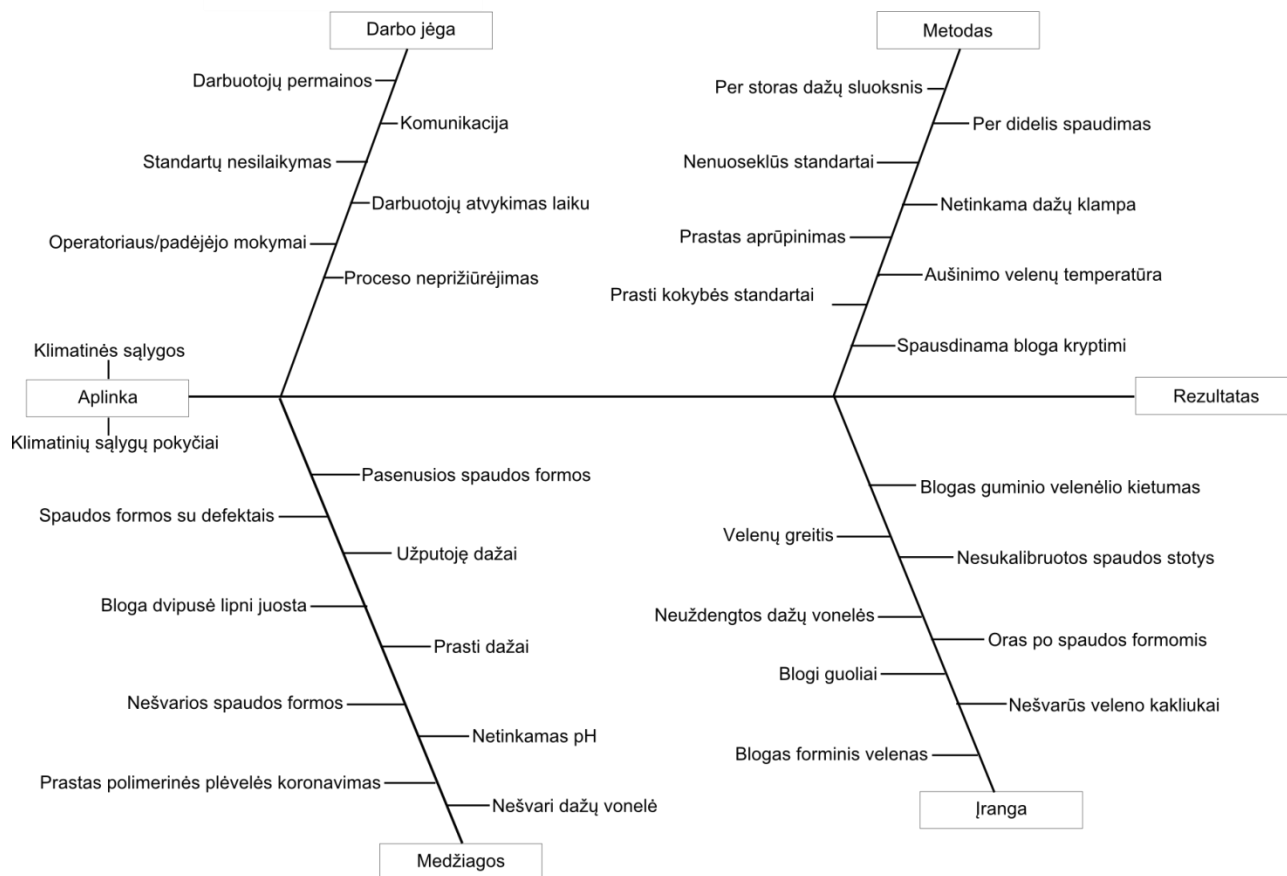 Darbo jėga
Metodas
Darbuotojų permainos
Per storas dažų sluoksnis
Komunikacija
Per didelis spaudimas
Standartų nesilaikymas
Nenuoseklūs standartai
Darbuotojų atvykimas laiku
Netinkama dažų klampa
Operatoriaus/padėjėjo mokymai
Prastas aprūpinimas
Proceso neprižiūrėjimas
Aušinimo velenų temperatūra
Prasti kokybės standartai
Klimatinės sąlygos
Spausdinama bloga kryptimi
Aplinka
Rezultatas
Klimatinių sąlygų pokyčiai
Pasenusios spaudos formos
Blogas guminio velenėlio kietumas
Spaudos formos su defektais
Velenų greitis
Užputoję dažai
Nesukalibruotos spaudos stotys
Bloga dvipusė lipni juosta
Neuždengtos dažų vonelės
Prasti dažai
Oras po spaudos formomis
Blogi guoliai
Nešvarios spaudos formos
Nešvarūs veleno kakliukai
Netinkamas pH
Blogas forminis velenas
Prastas polimerinės plėvelės koronavimas
Nešvari dažų vonelė
Įranga
Medžiagos